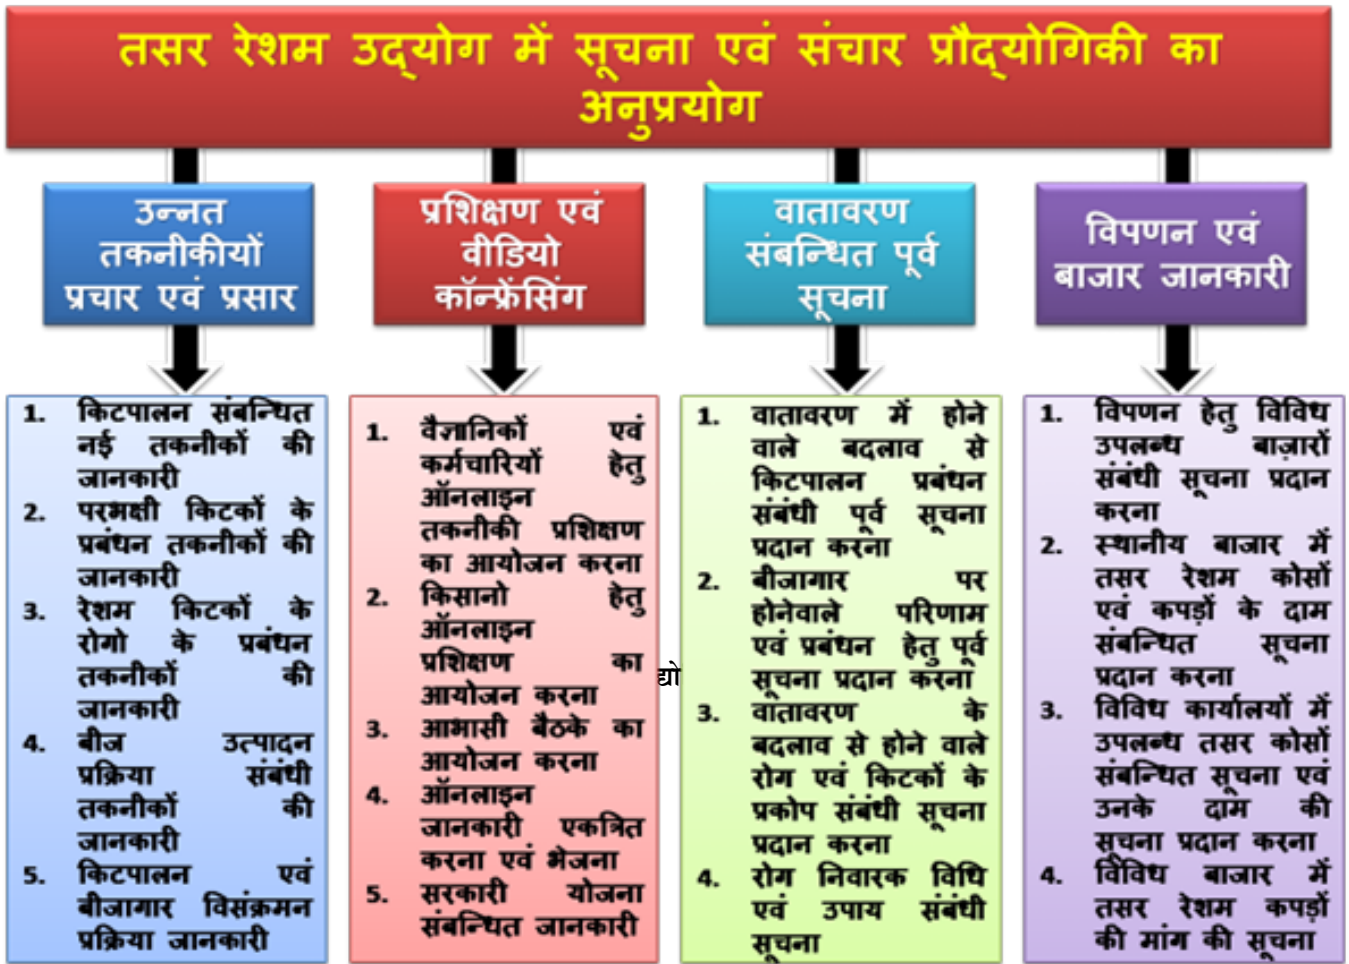 तसर रेशम उद्योग में सूचना एवं संचार प्रौद्योगिकी का
अनुप्रयोग
उन्नत
तकनीकीयों
प्रचार एवं प्रसार
प्रशिक्षण एवं
वीडियो
कॉन्फ्रेंसिंग
वातावरण
संबन्धित पूर्व
सूचना
विपणन एवं
बाजार जानकारी
1. किटपालन संबन्धित
नई तकनीकों की
जानकारी
2. परभक्षी किटकों के
प्रबंधन तकनीकों की
जानकारी
3. रेशम किटकों के
रोगो के प्रबंधन
तकनीकों की
जानकारी
4. बीज उत्पादन
प्रक्रिया संबंधी
तकनीकों की
जानकारी
5. किटपालन एवं
बीजागार विसंक्रमन
प्रक्रिया जानकारी
1. वैज्ञानिकों एवं
कर्मचारियों हेतु
ऑनलाइन
तकनीकी प्रशिक्षण
का आयोजन करना
2. किसानो हेतु
ऑनलाइन
प्रशिक्षण का
आयोजन करना
3. आभासी बैठके का
आयोजन करना
4. ऑनलाइन
जानकारी एकत्रित
करना एवं भेजना
5. सरकारी योजना
संबन्धित जानकारी
द्यो
1. वातावरण में होने
वाले बदलाव से
किटपालन प्रबंधन
संबंधी पूर्व सूचना
प्रदान करना
2. बीजागार पर
होनेवाले परिणाम
एवं प्रबंधन हेतु पूर्व
सूचना प्रदान करना
3. वातावरण के
बदलाव से होने वाले
रोग एवं किटकों के
प्रकोप संबंधी सूचना
प्रदान करना
4. रोग निवारक विधि
एवं उपाय संबंधी
सूचना
1. विपणन हेतु विविध
उपलब्ध बाज़ारों
संबंधी सूचना प्रदान
करना
2. स्थानीय बाजार में
तसर रेशम कोसों
एवं कपड़ों के दाम
संबन्धित सूचना
प्रदान करना
3. विविध कार्यालयों में
उपलब्ध तसर कोसों
संबन्धित सूचना एवं
उनके दाम की
सूचना प्रदान करना
4. विविध बाजार में
तसर रेशम कपड़ों
की मांग की सूचना